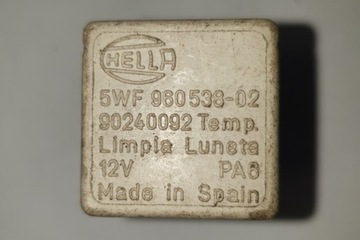 HELLA
5WF 960538-02
90240092 Temp.
Limpia Luneta
12V PA6
Made in Spain